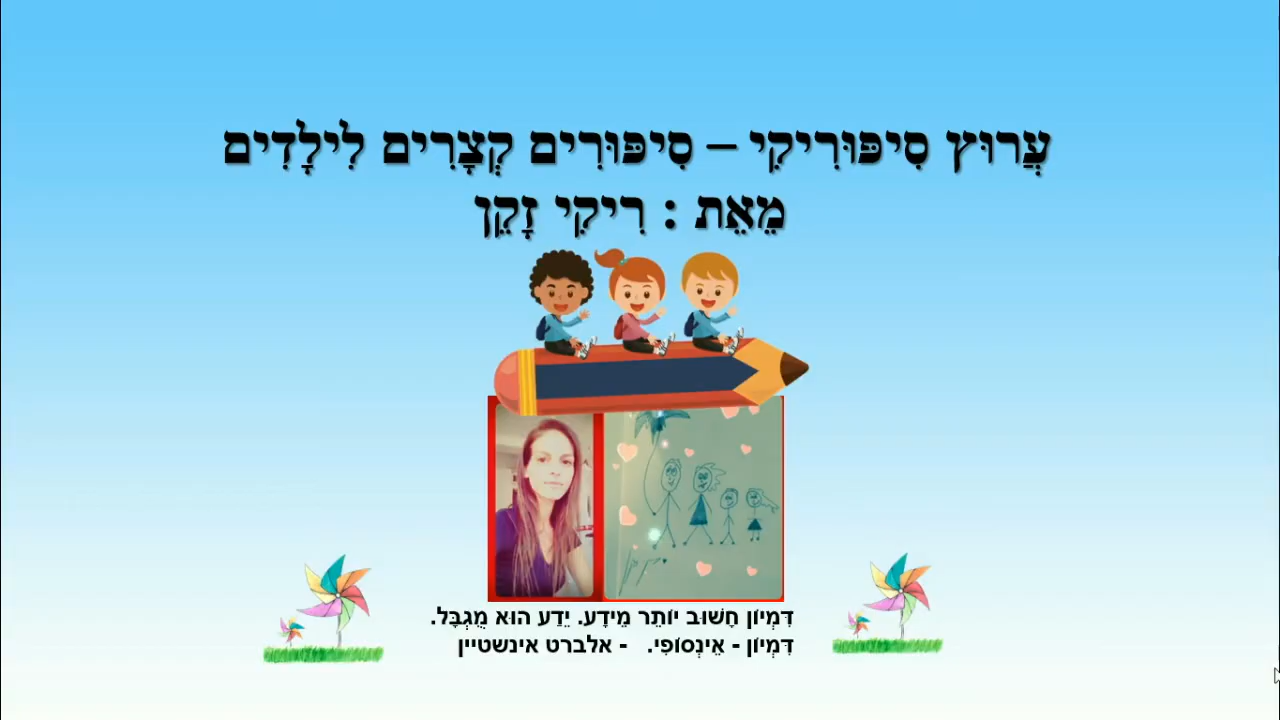 עֲרוּץ סִיפּוּרִיקִי – סִיפּוּרִים קְצָרִים לִילָדִים
מֵאֵת : רִיקִי זָקֵן
דִּמְיוֹן חָשׁוּב יוֹתֵר מֵידָע. יֵדַע הוּא מֻגְבָּל.
דִּמְיוֹן - אֵינְסוֹפִי. - אלברט אינשטיין